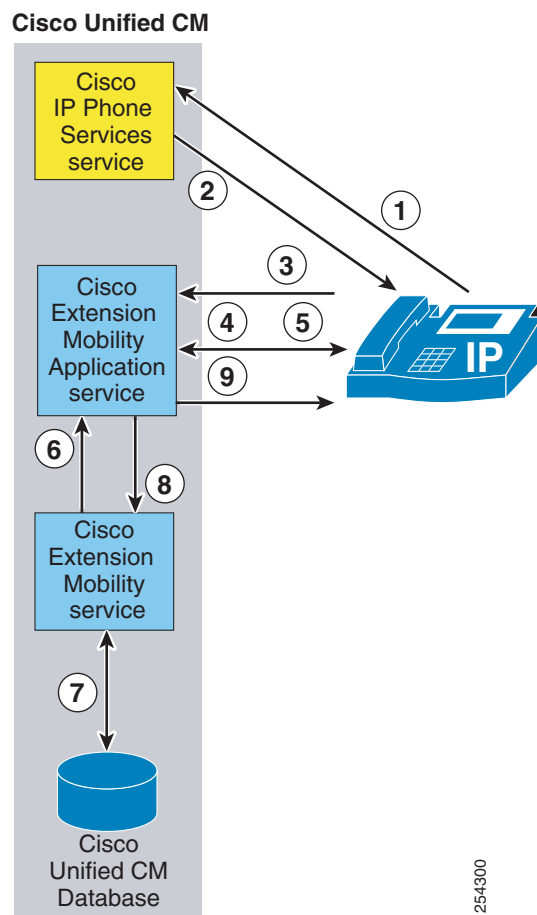 Cisco Unified CM
Cisco
IP Phone
Services
service
1
2
3
Cisco
Extension
Mobility
Application
service
4
5
9
IP
6
8
Cisco
Extension
Mobility
service
7
Cisco
Unified CM
Database
254300